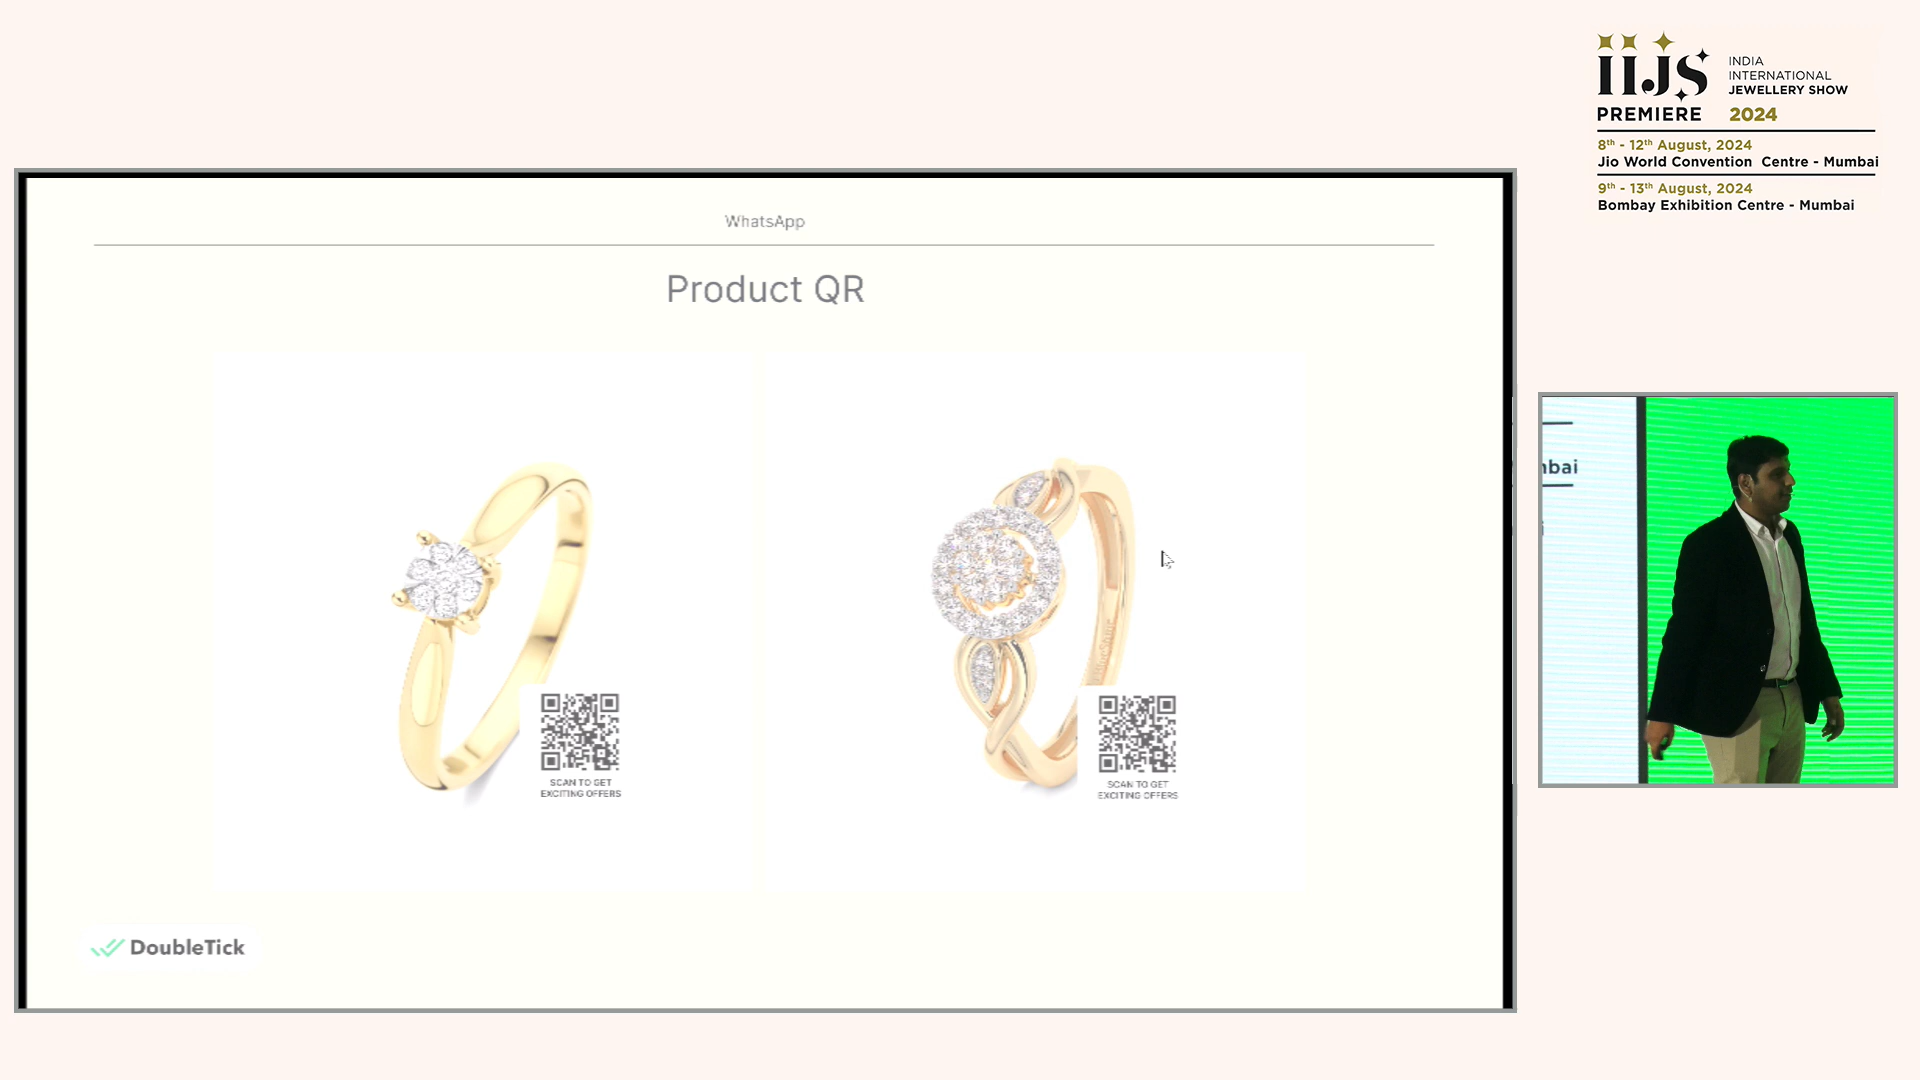 iiJS
INDIA
INTERNATIONAL
JEWELLERY SHOW
PREMIERE 2024
8th - 12th August, 2024
Jio World Convention Centre - Mumbai
9th - 13th August, 2024
Bombay Exhibition Centre - Mumbai
WhatsApp
Product QR
SCAN TO GET
EXCITING OFFERS
SCAN TO GET
EXCITING OFFERS
DoubleTick
nbai